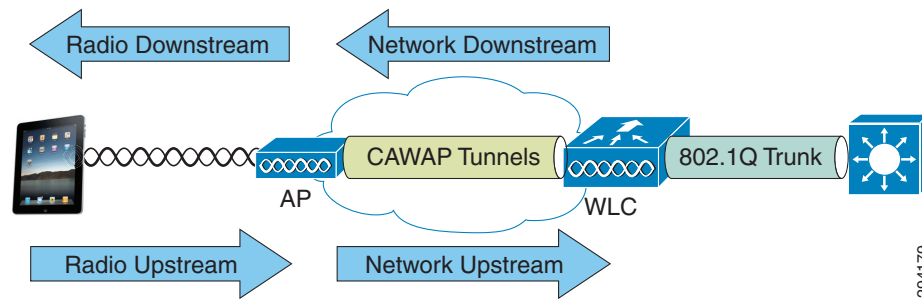 Radio Downstream
Network Downstream
CAWAP Tunnels
802.1Q Trunk
AP
WLC
Radio Upstream
Network Upstream